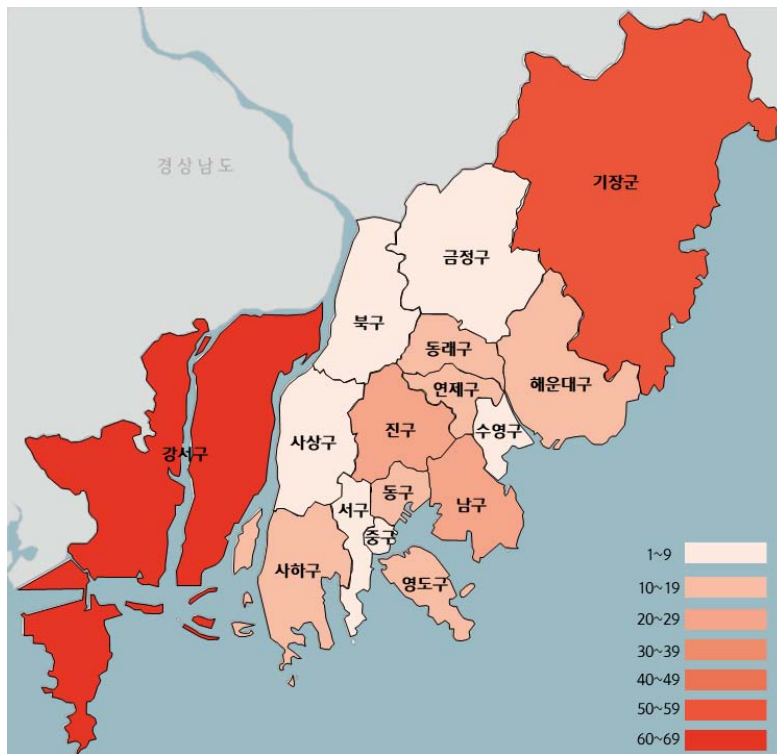 경상남도
기장군
금정구
북구
동래구
해운대구
연제구
수영구
진구
사상구
강서구
동구
남구
서구
중구
사하구
영도구
1~9
10~19
20~29
30~39
40~49
50~59
60~69